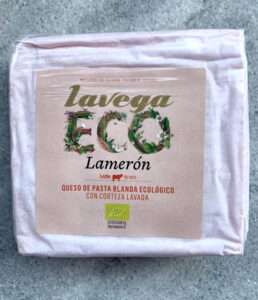 lavega
ECO
Lamerón
QUESO DE PASTA BLANDA ECOLÓGICO
CON CORTEZA LAVADA